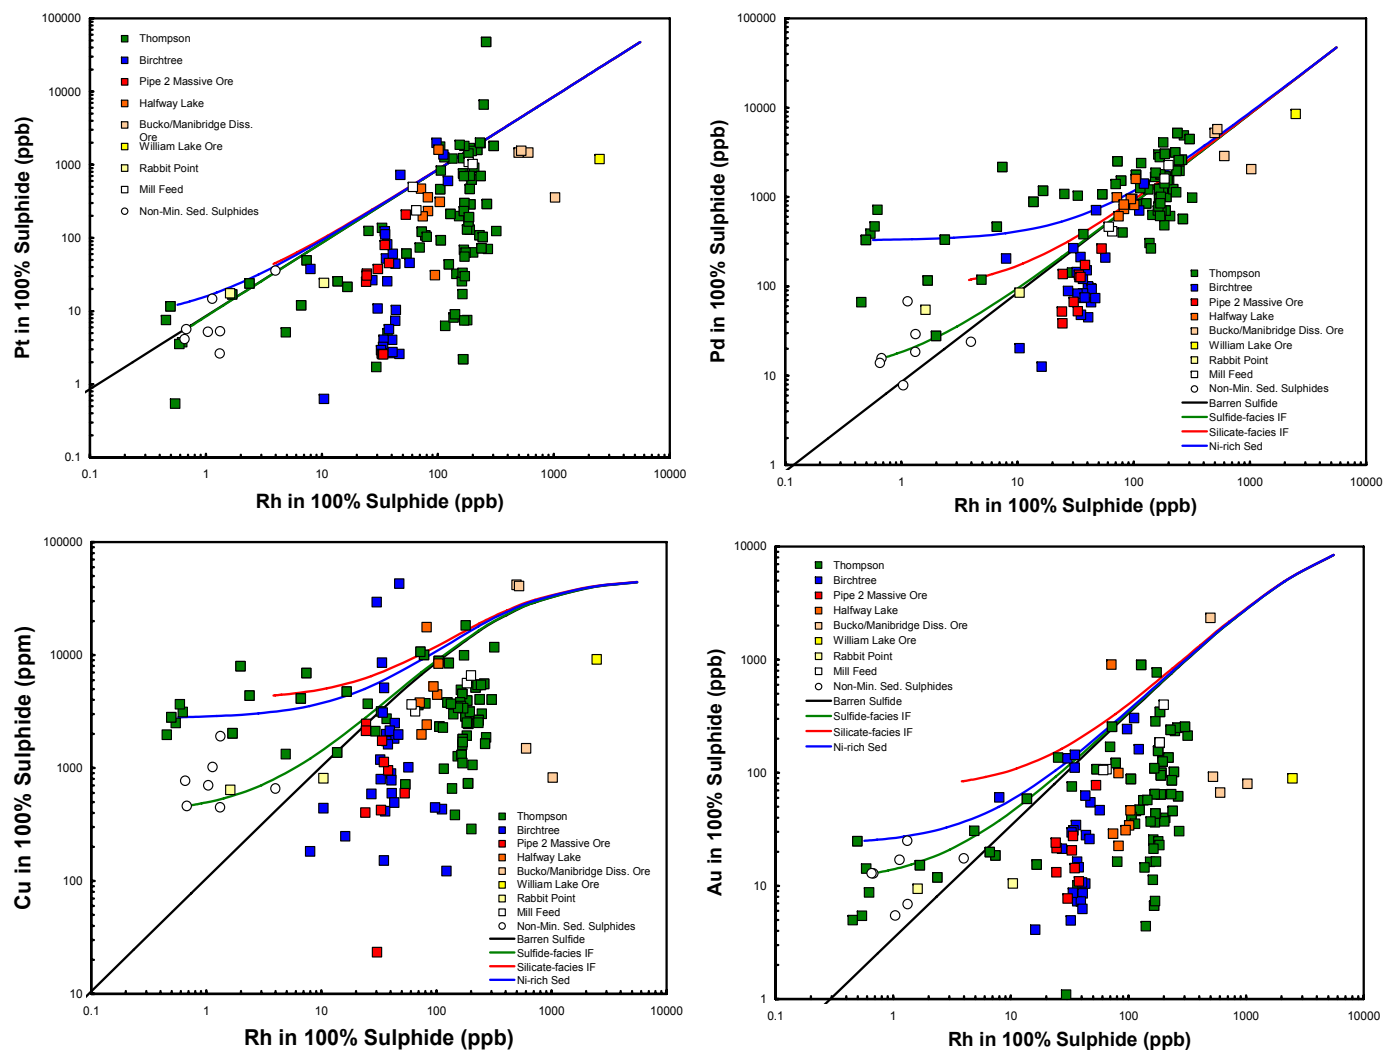 100000
10000
1000
100
10
1
0.1
Pt in 100% Sulphide (ppb)
Thompson
Birchtree
Pipe 2 Massive Ore
Halfway Lake
Bucko/Manibridge Diss.
Ore
William Lake Ore
Rabbit Point
Mill Feed
Non-Min. Sed. Sulphides
0.1
1
10
100
1000
10000
Rh in 100% Sulphide (ppb)
100000
10000
1000
100
10
1
Pd in 100% Sulphide (ppb)
Thompson
Birchtree
Pipe 2 Massive Ore
Halfway Lake
Bucko/Manibridge Diss. Ore
William Lake Ore
Rabbit Point
Mill Feed
Non-Min. Sed. Sulphides
Barren Sulfide
Sulfide-facies IF
Silicate-facies IF
Ni-rich Sed
0.1
1
10
100
1000
10000
Rh in 100% Sulphide (ppb)
100000
10000
1000
100
10
Cu in 100% Sulphide (ppm)
Thompson
Birchtree
Pipe 2 Massive Ore
Halfway Lake
Bucko/Manibridge Diss. Ore
William Lake Ore
Rabbit Point
Mill Feed
Non-Min. Sed. Sulphides
Barren Sulfide
Sulfide-facies IF
Silicate-facies IF
Ni-rich Sed
0.1
1
10
100
1000
10000
Rh in 100% Sulphide (ppb)
10000
1000
100
10
1
Au in 100% Sulphide (ppb)
Thompson
Birchtree
Pipe 2 Massive Ore
Halfway Lake
Bucko/Manibridge Diss. Ore
William Lake Ore
Rabbit Point
Mill Feed
Non-Min. Sed. Sulphides
Barren Sulfide
Sulfide-facies IF
Silicate-facies IF
Ni-rich Sed
0.1
1
10
100
1000
10000
Rh in 100% Sulphide (ppb)